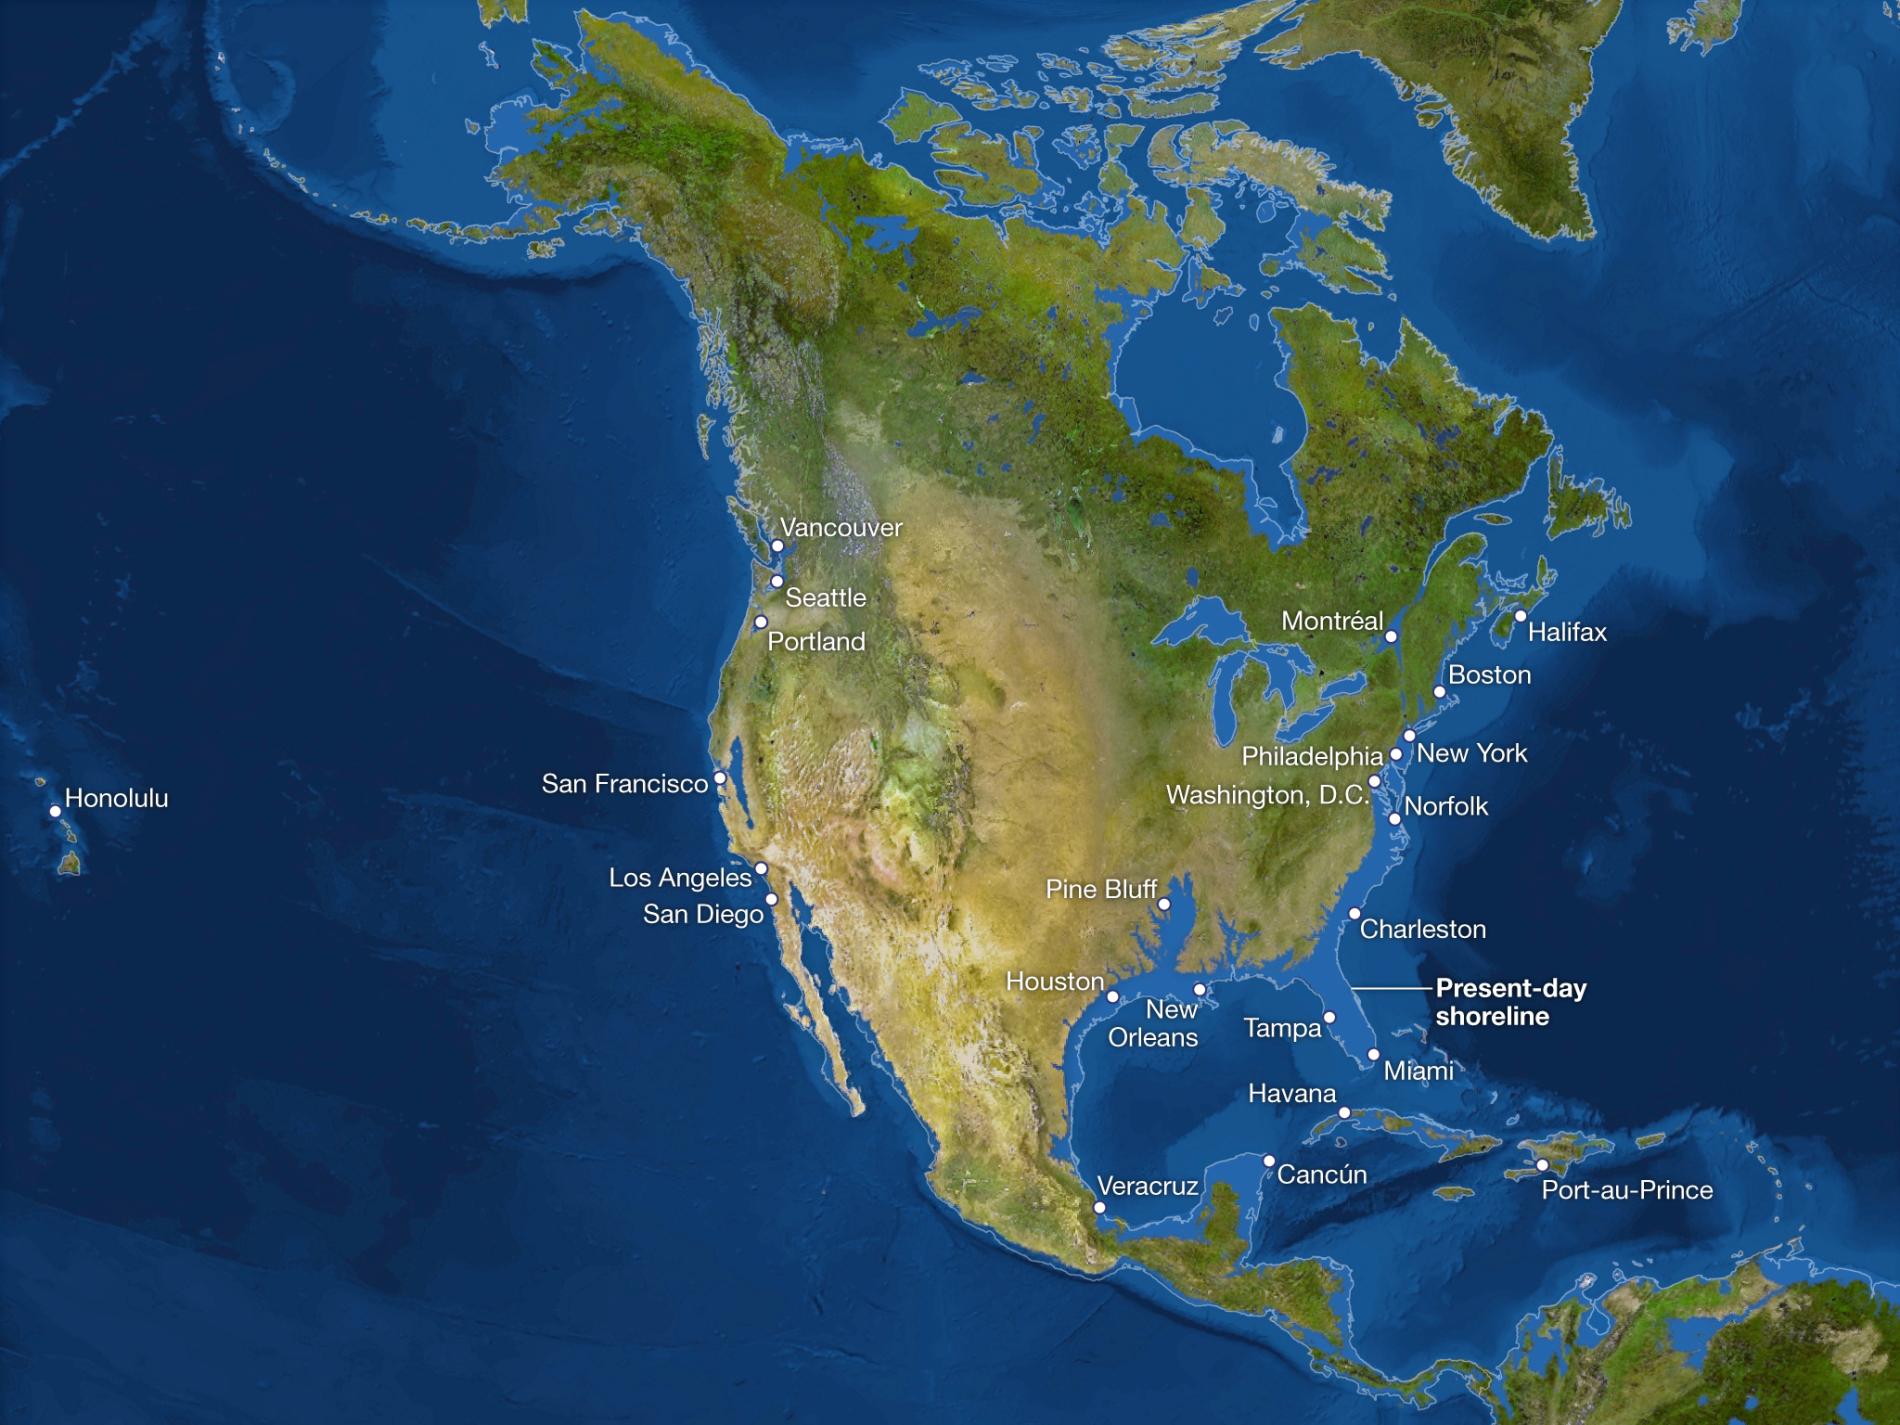 Vancouver
Seattle
Portland
Montréal
Halifax
Boston
Philadelphia
New York
Washington, D.C.
San Francisco
Honolulu
Norfolk
Los Angeles
San Diego
Pine Bluff
Charleston
Houston
New
Orleans
Present-day
shoreline
Tampa
Miami
Havana
Cancún
Veracruz
Port-au-Prince